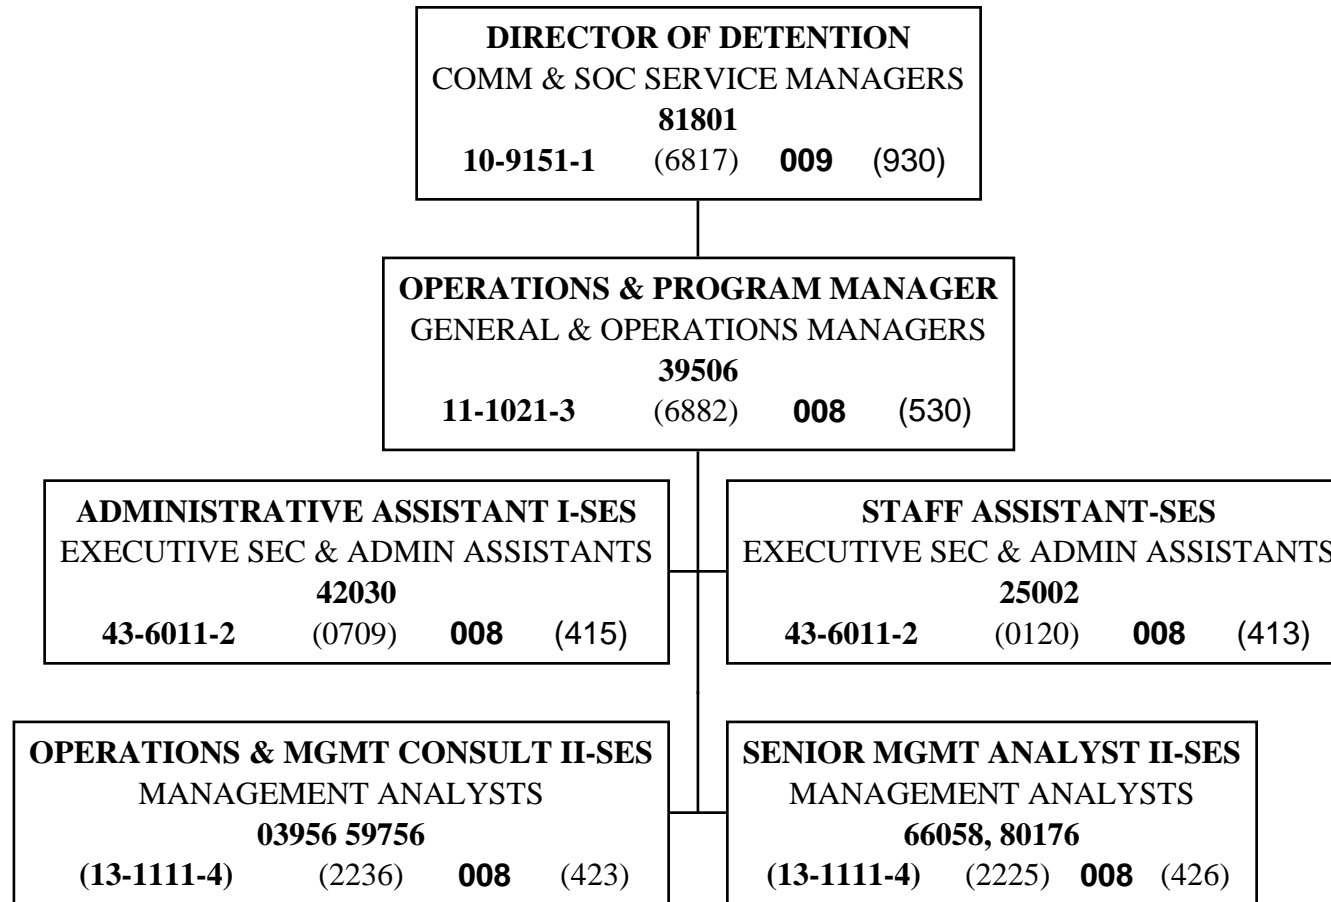 DIRECTOR OF DETENTION
COMM & SOC SERVICE MANAGERS
81801
10-9151-1 (6817) 009 (930)
OPERATIONS & PROGRAM MANAGER
GENERAL & OPERATIONS MANAGERS
39506
11-1021-3 (6882) 008 (530)
ADMINISTRATIVE ASSISTANT I-SES
EXECUTIVE SEC & ADMIN ASSISTANTS
42030
43-6011-2 (0709) 008 (415)
STAFF ASSISTANT-SES
EXECUTIVE SEC & ADMIN ASSISTANTS
25002
43-6011-2 (0120) 008 (413)
OPERATIONS & MGMT CONSULT II-SES
MANAGEMENT ANALYSTS
03956 59756
(13-1111-4) (2236) 008 (423)
SENIOR MGMT ANALYST II-SES
MANAGEMENT ANALYSTS
66058, 80176
(13-1111-4) (2225) 008 (426)